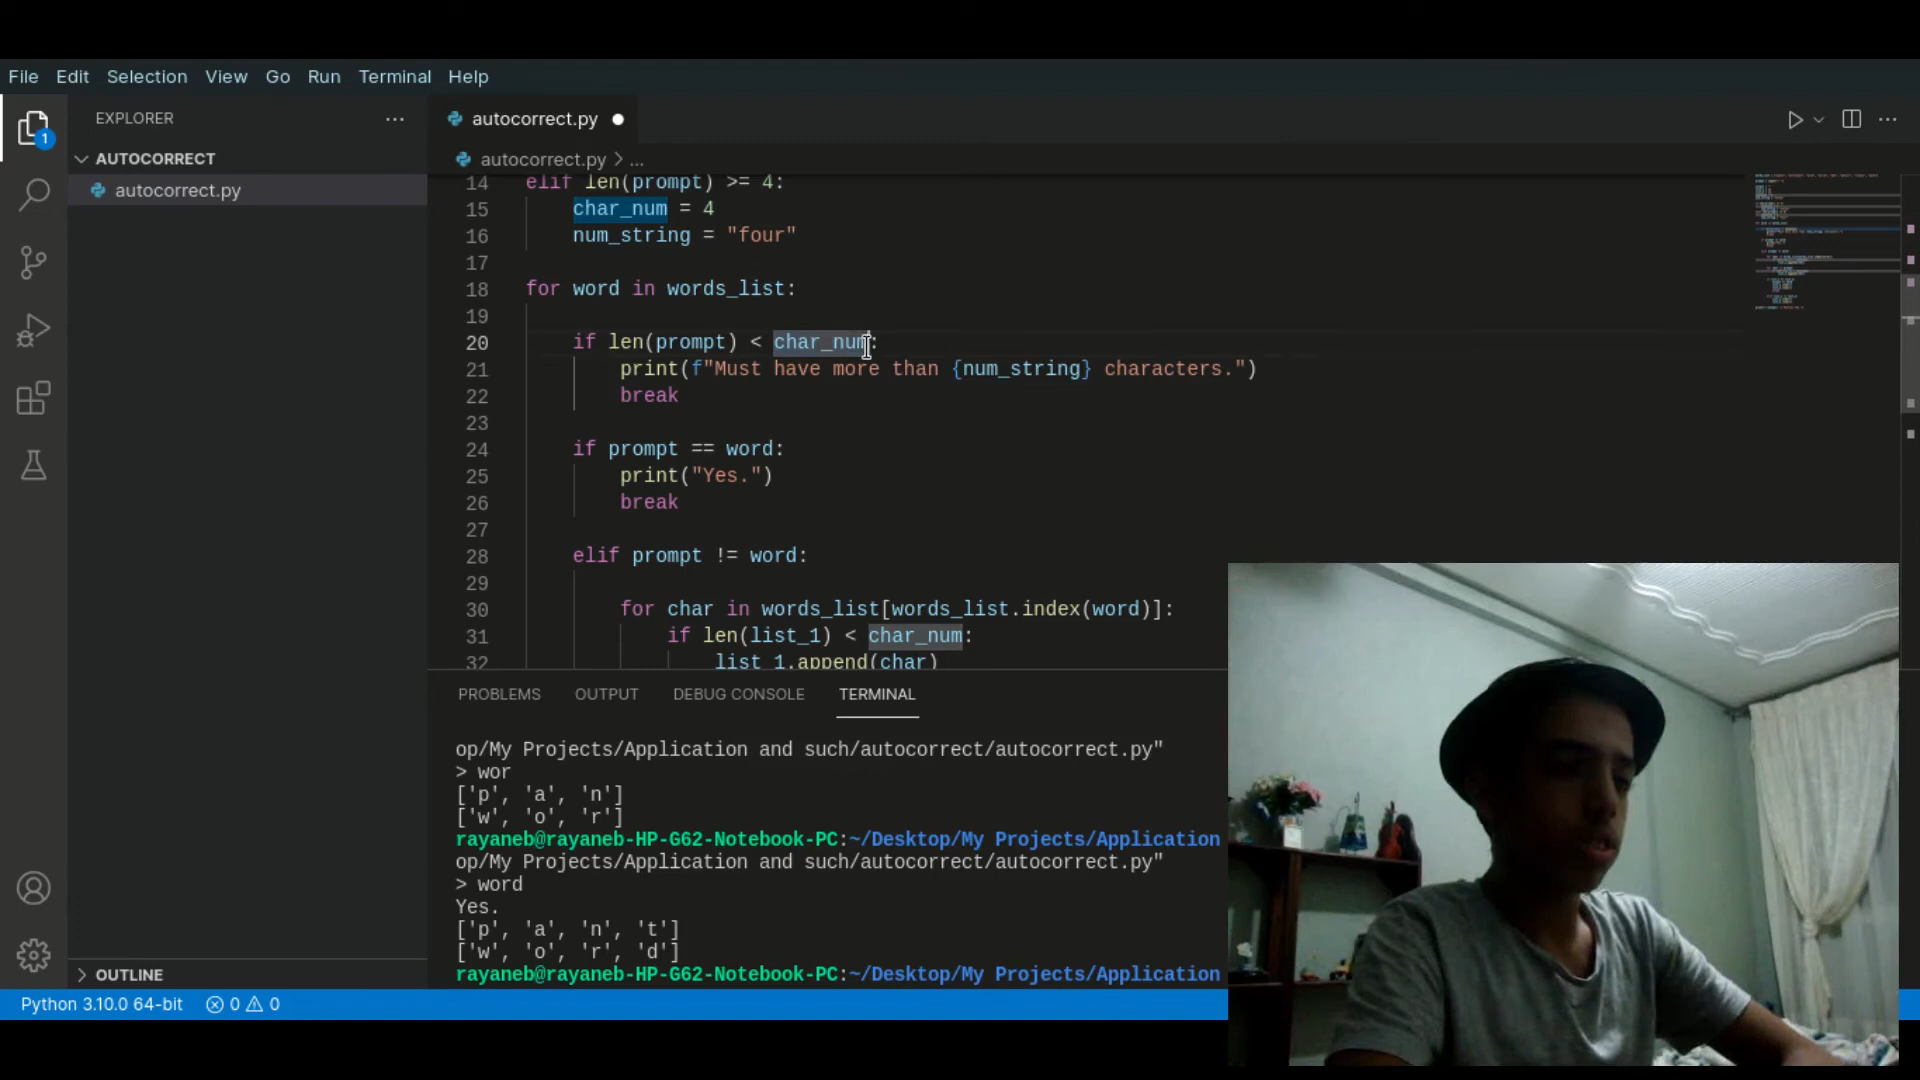 File Edit Selection View Go Run Terminal Help
EXPLORER ...
AUTOCORRECT
autocorrect.py
1
autocorrect.py
autocorrect.py > ...
14 elif len(prompt) >= 4:
15 char_num = 4
16 num_string = "four"
17
18 for word in words_list:
19
20 if len(prompt) < char_num:
21 print(f"Must have more than {num_string} characters.")
22 break
23
24 if prompt == word:
25 print("Yes.")
26 break
27
28 elif prompt != word:
29
30 for char in words_list[words_list.index(word)]:
31 if len(list_1) < char_num:
32 list_1.append(char)
PROBLEMS OUTPUT DEBUG CONSOLE TERMINAL
op/My Projects/Application and such/autocorrect/autocorrect.py"
> wor
['p', 'a', 'n']
['w', 'o', 'r']
rayaneb@rayaneb-HP-G62-Notebook-PC:~/Desktop/My Projects/Application
op/My Projects/Application and such/autocorrect/autocorrect.py"
> word
Yes.
['p', 'a', 'n', 't']
['w', 'o', 'r', 'd']
rayaneb@rayaneb-HP-G62-Notebook-PC:~/Desktop/My Projects/Application
OUTLINE
Python 3.10.0 64-bit 0 0